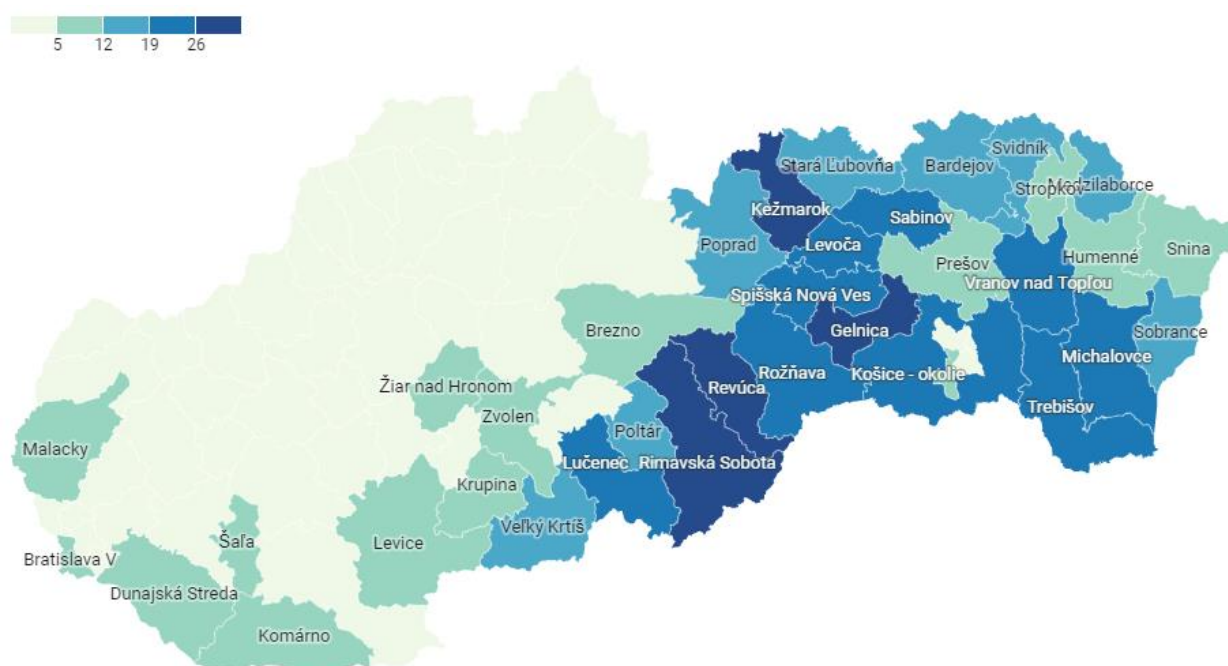 5 12 19 26
Svidník
Stará Ľubovňa
Bardejov
Medzilaborce
Stropkov
Kežmarok
Sabinov
Poprad
Levoča
Snina
Humenné
Prešov
Vranov nad Topľou
Spišská Nová Ves
Brezno
Gelnica
Sobrance
Michalovce
Rožňava
Košice - okolie
Žiar nad Hronom
Revúca
Trebišov
Zvolen
Poltár
Malacky
Lučenec
Rimavská Sobota
Krupina
Veľký Krtíš
Levice
Šaľa
Bratislava V
Dunajská Streda
Komárno